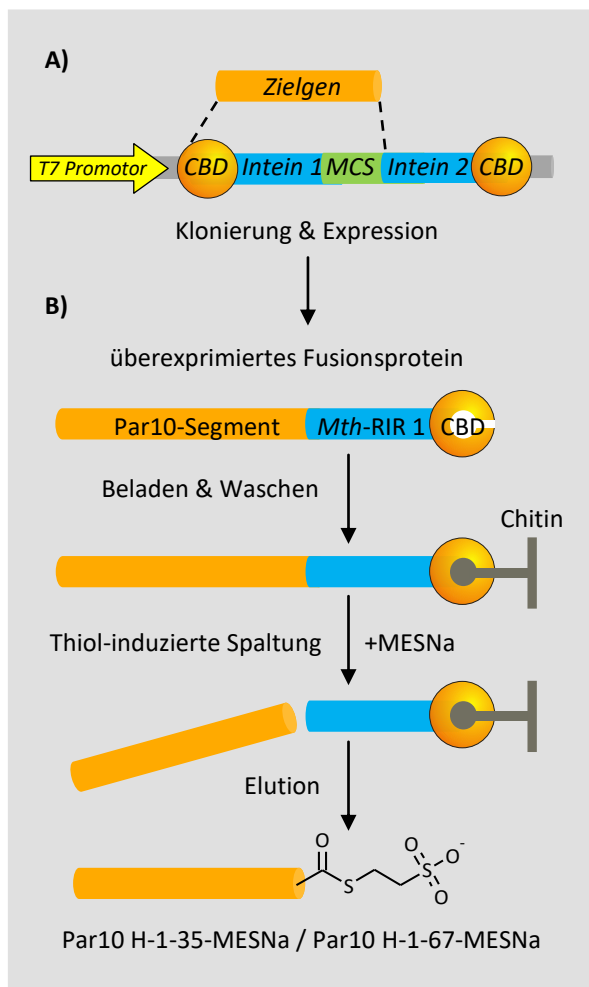 A)
Zielgen
T7 Promotor CBD Intein 1 MCS Intein 2 CBD
Klonierung & Expression
B)
überexprimiertes Fusionsprotein
Par10-Segment Mth-RIR 1 CBD
Beladen & Waschen
Chitin
Thiol-induzierte Spaltung +MESNa
Elution
O
O
O-
S
S
O
Par10 H-1-35-MESNa / Par10 H-1-67-MESNa